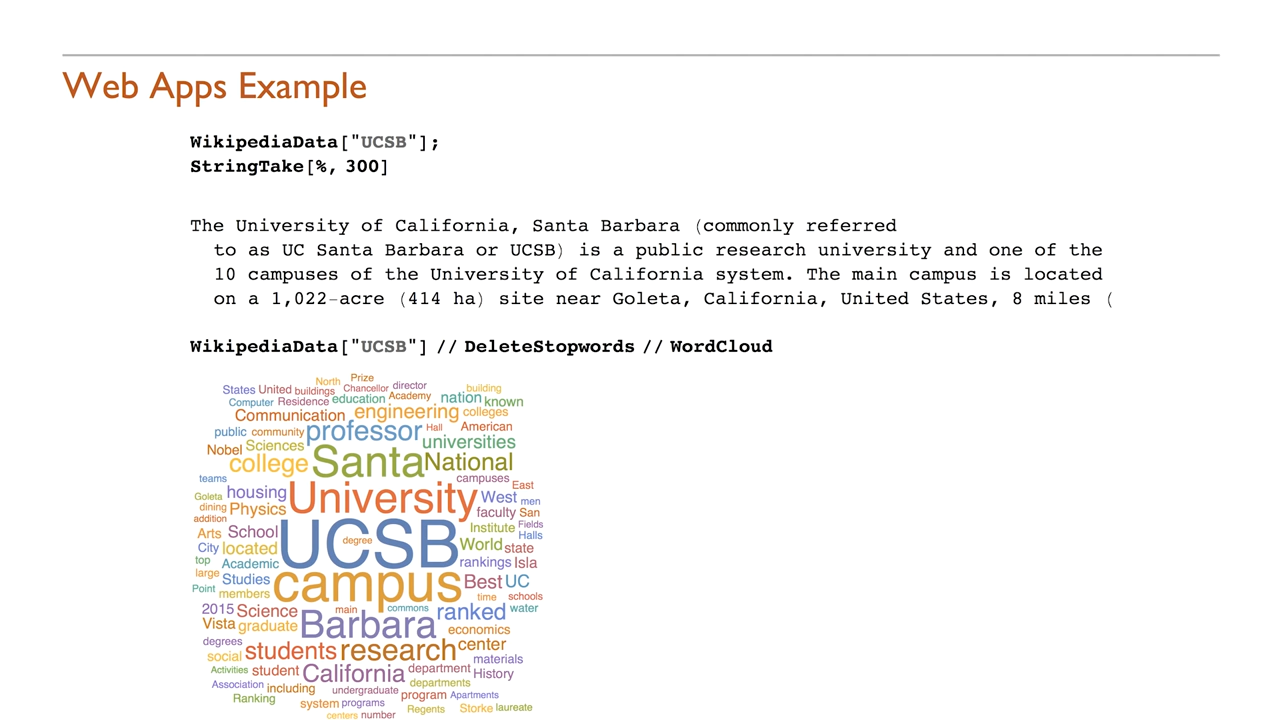 Web Apps Example
WikipediaData["UCSB"];
StringTake[%, 300]
The University of California, Santa Barbara (commonly referred
to as UC Santa Barbara or UCSB) is a public research university and one of the
10 campuses of the University of California system. The main campus is located
on a 1,022-acre (414 ha) site near Goleta, California, United States, 8 miles (
WikipediaData["UCSB"] // DeleteStopwords // WordCloud
North Prize
States United buildings Chancellor director building
Computer Residence education Academy nation known
Communication engineering colleges
public community professor Hall American
Nobel Sciences universities
college Santa National
teams campuses East
Goleta housing University West men
dining Physics faculty San
addition
Arts School Institute Fields
Halls
City located UCSB degree World state
top Academic rankings Isla
large Studies campus Best UC
Point members time schools
2015 Science main commons ranked water
Vista graduate Barbara economics
degrees students research center
social materials
Activities student California department History
Association including undergraduate departments
Ranking program Apartments
system programs Regents Storke laureate
centers number